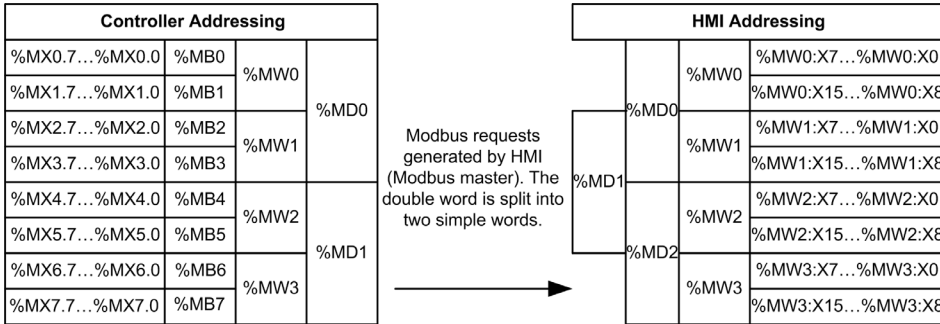 Controller Addressing
%MX0.7...%MX0.0 %MB0 %MW0 %MD0
%MX1.7...%MX1.0 %MB1
%MX2.7...%MX2.0 %MB2 %MW1
%MX3.7...%MX3.0 %MB3
%MX4.7...%MX4.0 %MB4 %MW2 %MD1
%MX5.7...%MX5.0 %MB5
%MX6.7...%MX6.0 %MB6 %MW3
%MX7.7...%MX7.0 %MB7
Modbus requests
generated by HMI
(Modbus master). The
double word is split into
two simple words.
HMI Addressing
%MD0 %MW0 %MW0:X7...%MW0:X0
%MW0:X15...%MW0:X8
%MD1 %MW1 %MW1:X7...%MW1:X0
%MW1:X15...%MW1:X8
%MD2 %MW2 %MW2:X7...%MW2:X0
%MW2:X15...%MW2:X8
%MW3 %MW3:X7...%MW3:X0
%MW3:X15...%MW3:X8